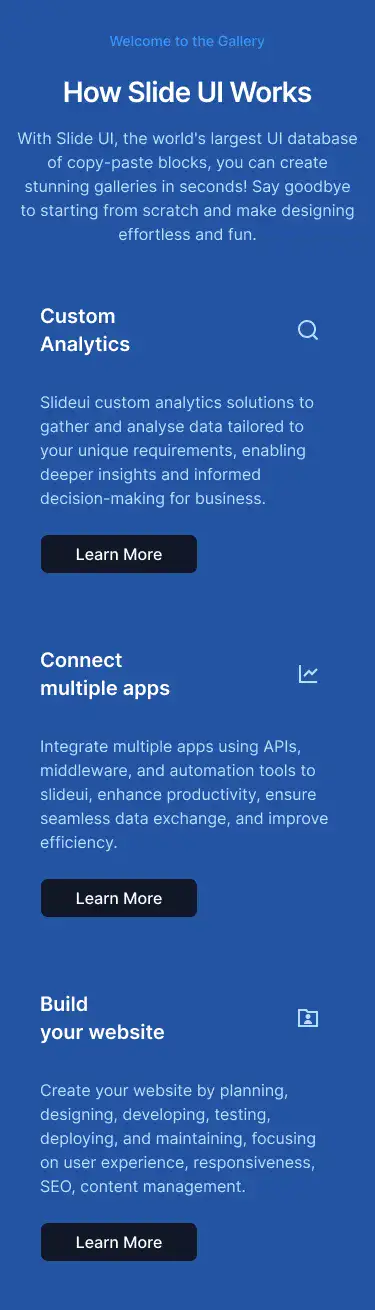 Welcome to the Gallery
How Slide UI Works
With Slide UI, the world's largest UI database
of copy-paste blocks, you can create
stunning galleries in seconds! Say goodbye
to starting from scratch and make designing
effortless and fun.
Custom
Analytics
Slideui custom analytics solutions to
gather and analyse data tailored to
your unique requirements, enabling
deeper insights and informed
decision-making for business.
Learn More
Connect
multiple apps
Integrate multiple apps using APIs,
middleware, and automation tools to
slideui, enhance productivity, ensure
seamless data exchange, and improve
efficiency.
Learn More
Build
your website
Create your website by planning,
designing, developing, testing,
deploying, and maintaining, focusing
on user experience, responsiveness,
SEO, content management.
Learn More